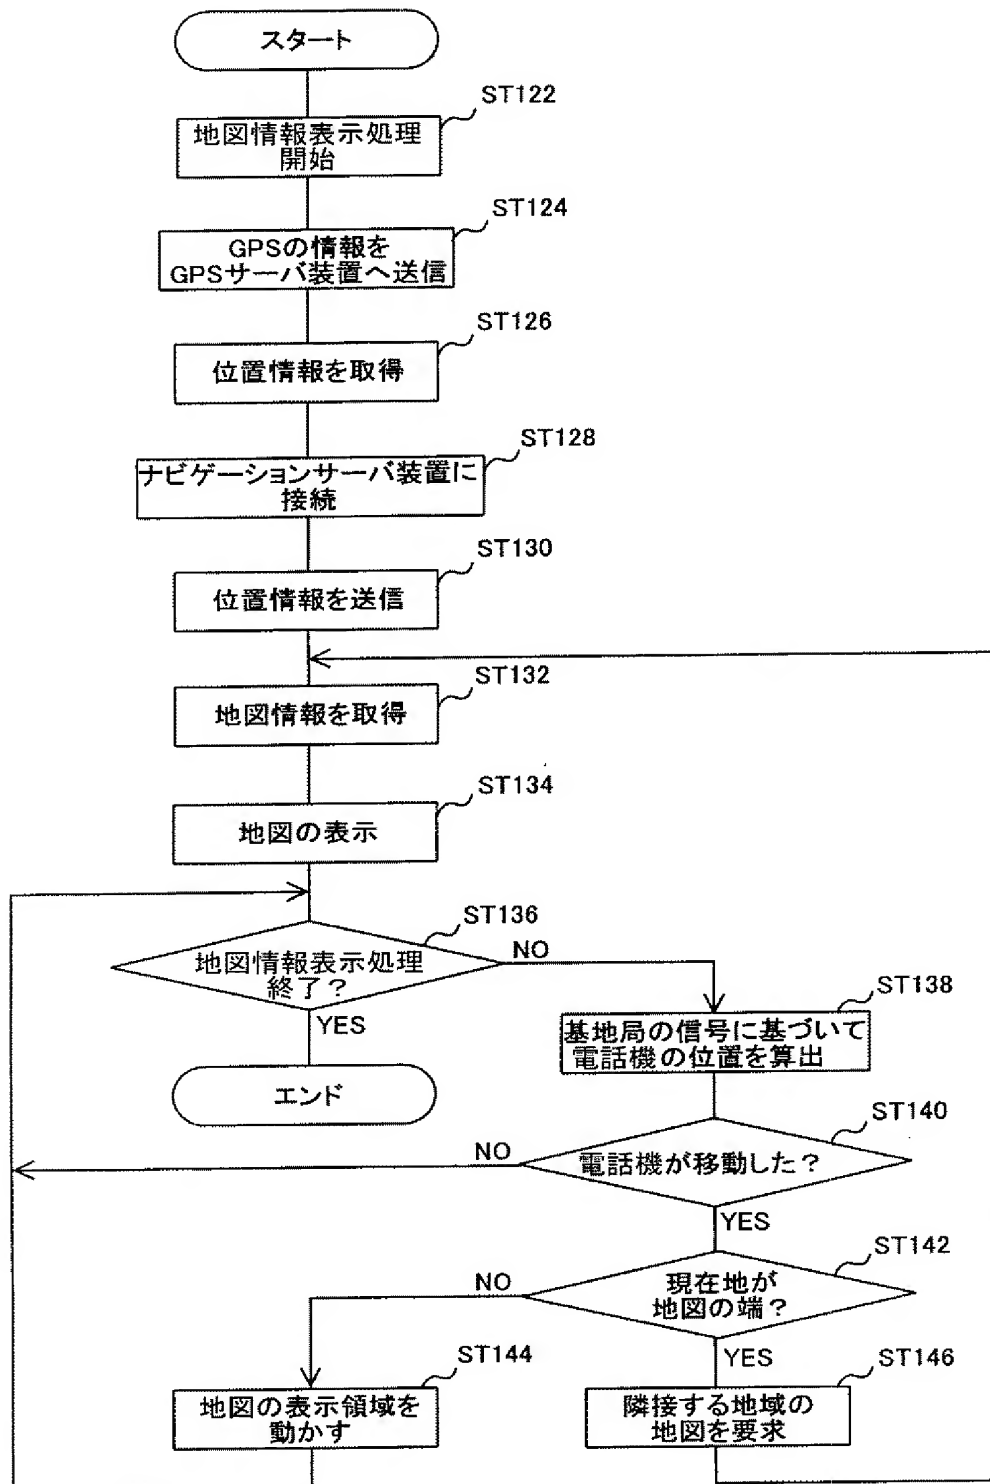 スタート
ST122
地図情報表示処理
開始
ST124
GPSの情報を
GPSサーバ装置へ送信
ST126
位置情報を取得
ST128
ナビゲーションサーバ装置に
接続
ST130
位置情報を送信
ST132
地図情報を取得
ST134
地図の表示
ST136
地図情報表示処理
終了？
NO
YES
エンド
ST138
基地局の信号に基づいて
電話機の位置を算出
ST140
電話機が移動した？
NO
YES
ST142
現在地が
地図の端？
NO
YES
ST144
地図の表示領域を
動かす
ST146
隣接する地域の
地図を要求